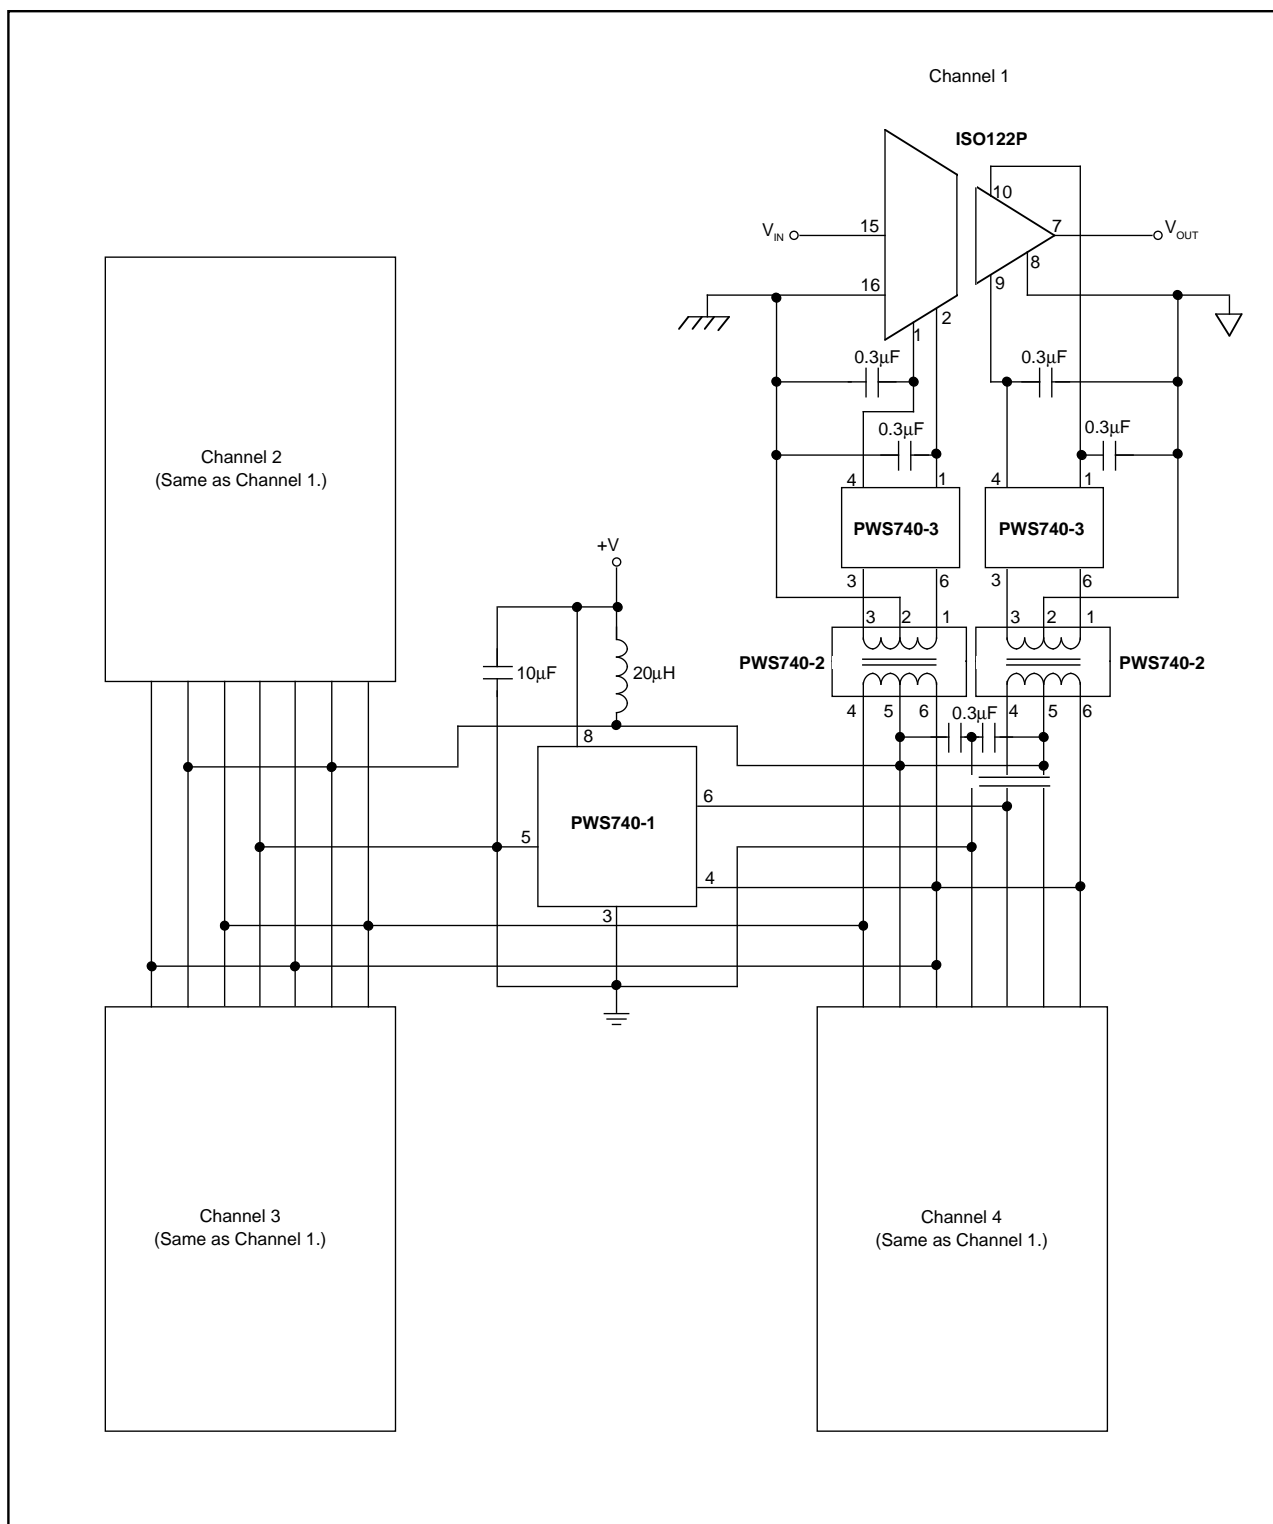 Channel 1
ISO122P
10
V_IN
15
7
V_OUT
8
16
9
2
1
0.3µF
0.3µF
0.3µF
0.3µF
Channel 2
(Same as Channel 1.)
4
1
4
1
PWS740-3
PWS740-3
+V
3
6
3
6
3
2
1
3
2
1
PWS740-2
PWS740-2
10µF
20µH
4
5
6
0.3µF
4
5
6
8
6
PWS740-1
5
4
3
Channel 3
(Same as Channel 1.)
Channel 4
(Same as Channel 1.)